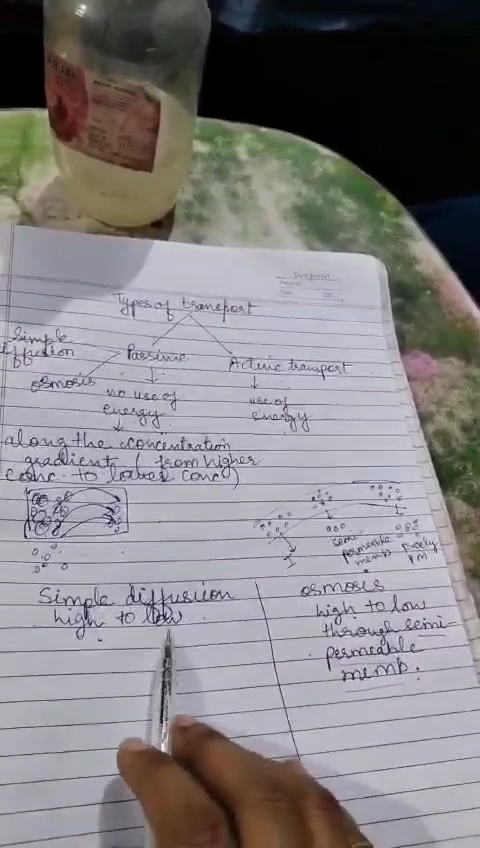 Types of transport
simple
diffusion
Passive
Active transport
osmosis
no use of
energy
use of
energy
along the concentration
gradient (from higher
conc to lower conc)
semi
permeable
memb
freely
PM
Simple diffusion
high to low
osmosis
high to low
through semi-
permeable
memb.